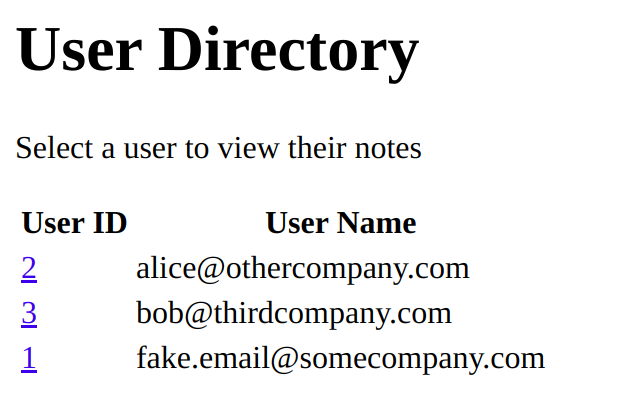 User Directory
Select a user to view their notes
User ID User Name
2 alice@othercompany.com
3 bob@thirdcompany.com
1 fake.email@somecompany.com